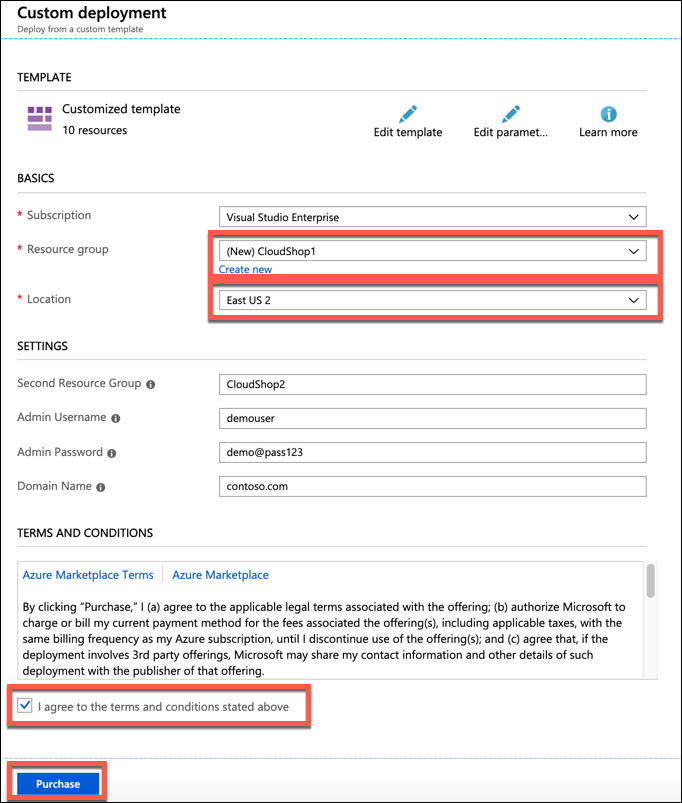 Custom deployment
Deploy from a custom template
TEMPLATE
Customized template
10 resources
Edit template
Edit paramet...
Learn more
BASICS
* Subscription
Visual Studio Enterprise
* Resource group
(New) CloudShop1
Create new
* Location
East US 2
SETTINGS
Second Resource Group
CloudShop2
Admin Username
demouser
Admin Password
demo@pass123
Domain Name
contoso.com
TERMS AND CONDITIONS
Azure Marketplace Terms
Azure Marketplace
By clicking “Purchase,” I (a) agree to the applicable legal terms associated with the offering; (b) authorize Microsoft to
charge or bill my current payment method for the fees associated the offering(s), including applicable taxes, with the
same billing frequency as my Azure subscription, until I discontinue use of the offering(s); and (c) agree that, if the
deployment involves 3rd party offerings, Microsoft may share my contact information and other details of such
deployment with the publisher of that offering.
I agree to the terms and conditions stated above
Purchase